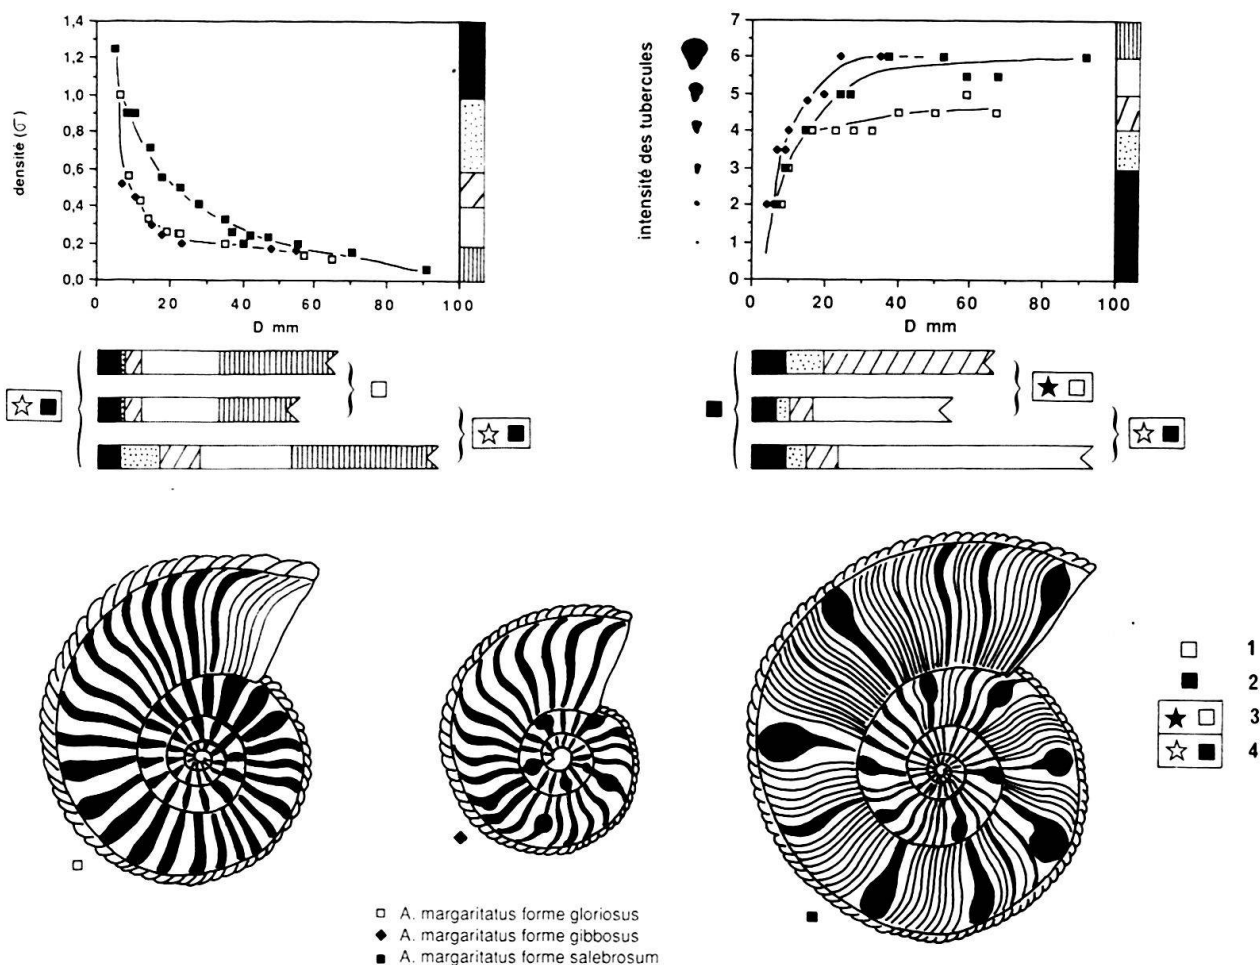 densité (σ)
1,4
1,2
1,0
0,8
0,6
0,4
0,2
0,0
0 20 40 60 80 100
D mm
intensité des tubercules
7
6
5
4
3
2
1
0
0 20 40 60 80 100
D mm
1
2
3
4
A. margaritatus forme gloriosus
A. margaritatus forme gibbosus
A. margaritatus forme salebrosum